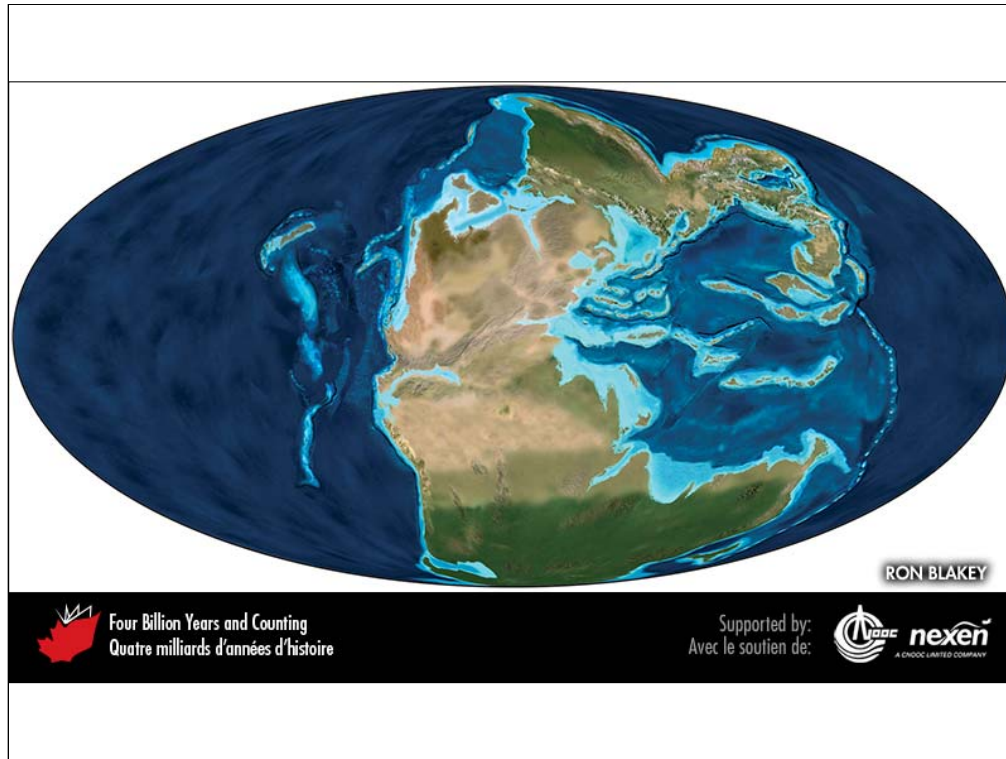 RON BLAKEY
Four Billion Years and Counting
Quatre milliards d'années d'histoire
Supported by:
Avec le soutien de:
CNOOC
nexen
A CNOOC LIMITED COMPANY